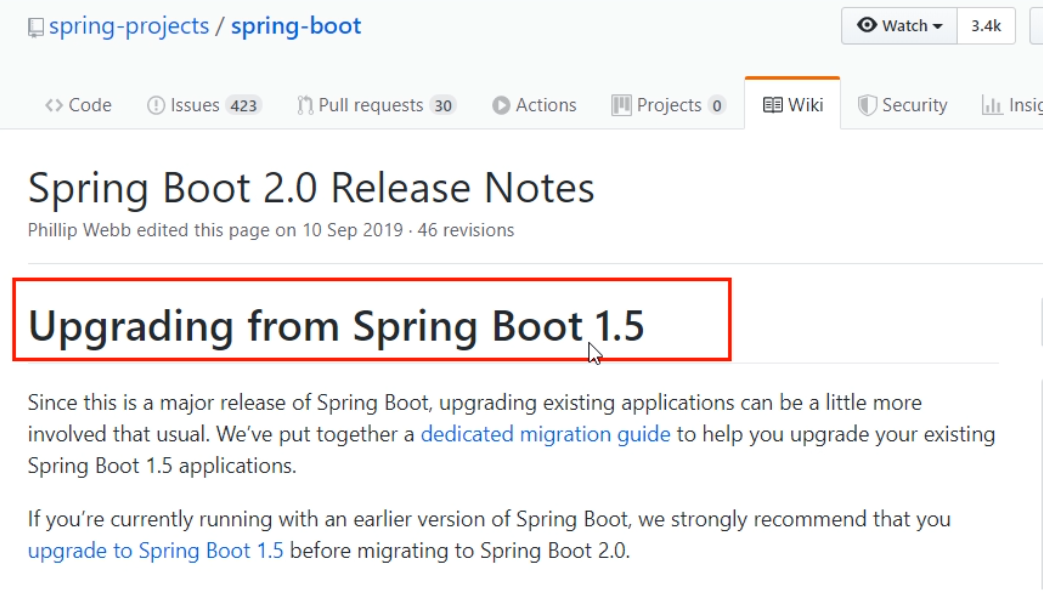 spring-projects / spring-boot
Watch 3.4k
Code Issues 423 Pull requests 30 Actions Projects 0 Wiki Security
Spring Boot 2.0 Release Notes
Phillip Webb edited this page on 10 Sep 2019 · 46 revisions
Upgrading from Spring Boot 1.5
Since this is a major release of Spring Boot, upgrading existing applications can be a little more
involved that usual. We’ve put together a dedicated migration guide to help you upgrade your existing
Spring Boot 1.5 applications.
If you’re currently running with an earlier version of Spring Boot, we strongly recommend that you
upgrade to Spring Boot 1.5 before migrating to Spring Boot 2.0.